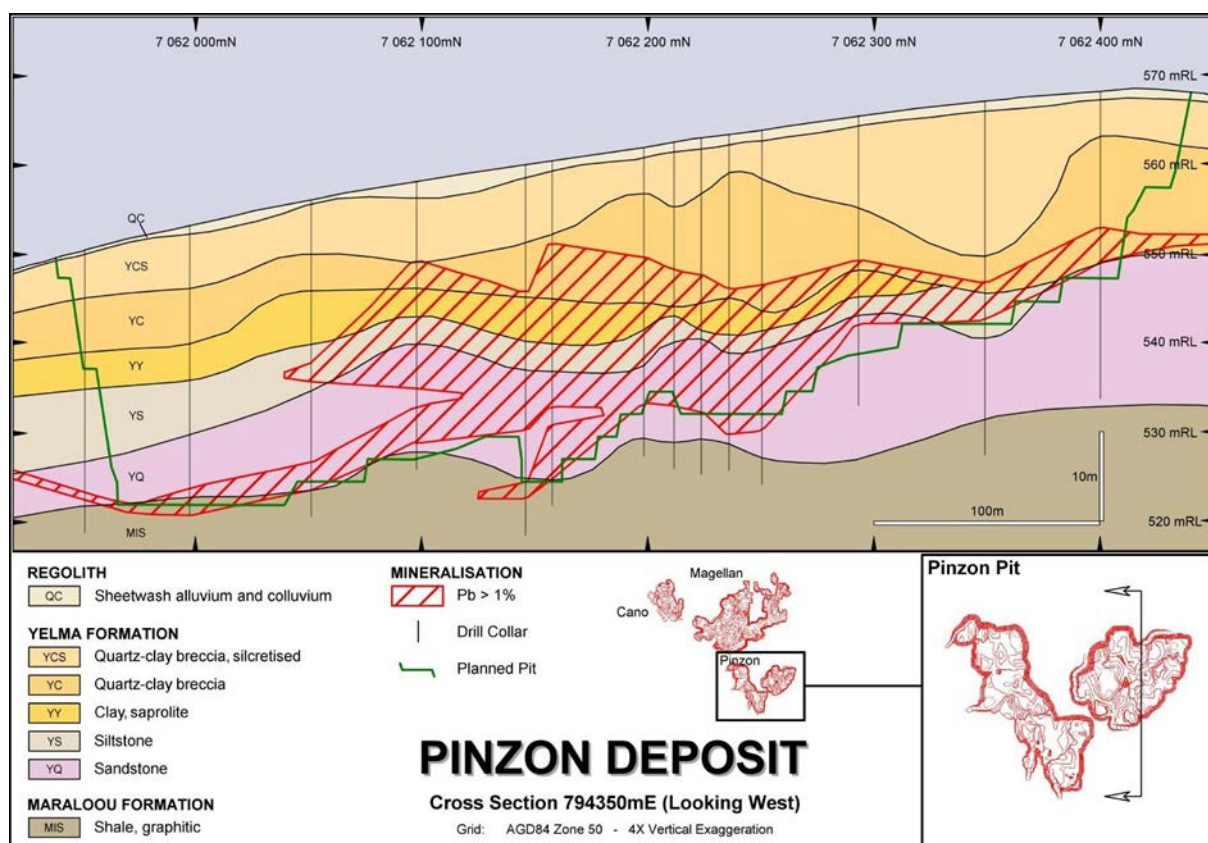 7 062 000mN
7 062 100mN
7 062 200 mN
7 062 300 mN
7 062 400 mN
570 mRL
560 mRL
550 mRL
540 mRL
530 mRL
520 mRL
QC
YCS
YC
YY
YS
YQ
MIS
10m
100m
REGOLITH
QC Sheetwash alluvium and colluvium
YELMA FORMATION
YCS Quartz-clay breccia, silcretised
YC Quartz-clay breccia
YY Clay, saprolite
YS Siltstone
YQ Sandstone
MARALOOU FORMATION
MIS Shale, graphitic
MINERALISATION
Pb > 1%
Drill Collar
Planned Pit
Magellan
Cano
Pinzon
PINZON DEPOSIT
Cross Section 794350mE (Looking West)
Grid: AGD84 Zone 50 - 4X Vertical Exaggeration
Pinzon Pit